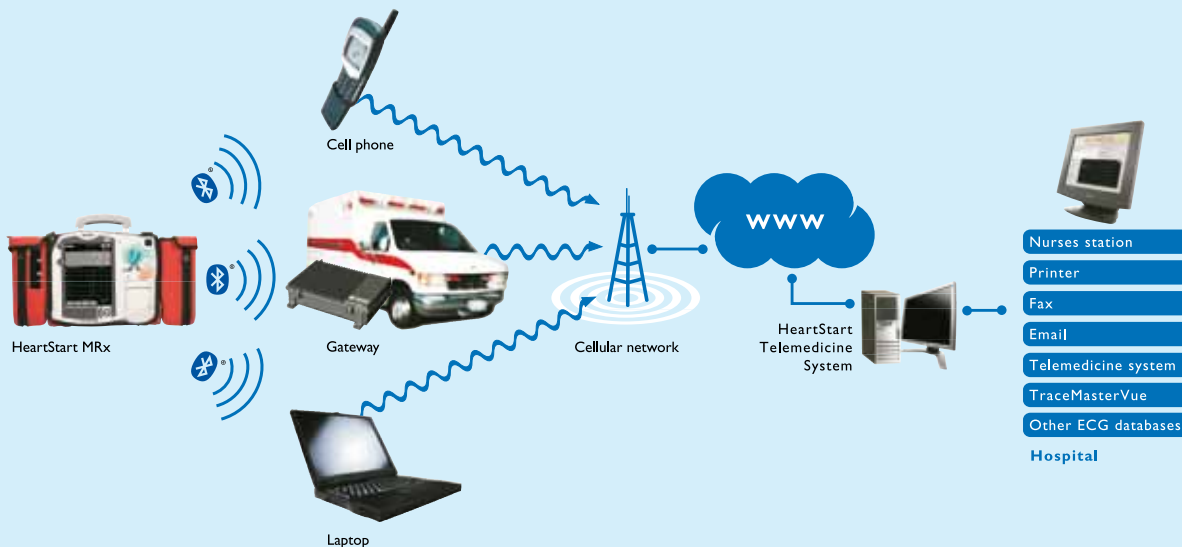 Cell phone
HeartStart MRx
Gateway
Laptop
Cellular network
www
HeartStart
Telemedicine
System
Nurses station
Printer
Fax
Email
Telemedicine system
TraceMasterVue
Other ECG databases
Hospital